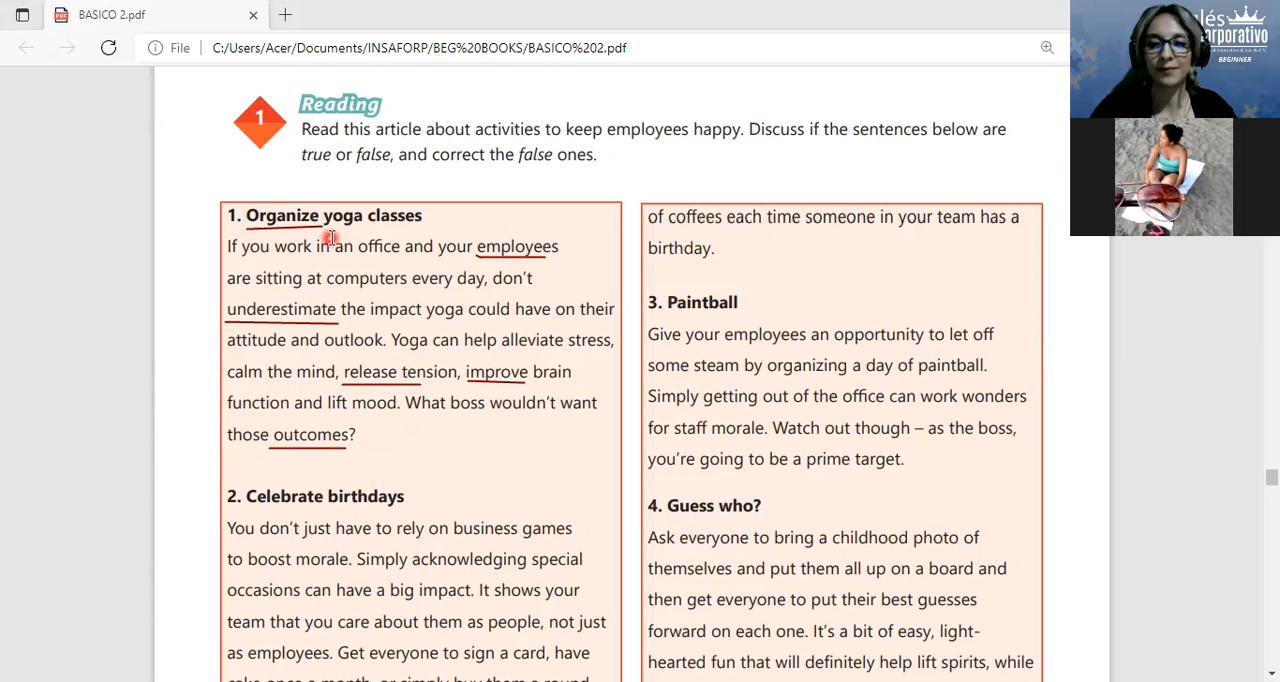 BASICO 2.pdf
File
C:/Users/Acer/Documents/INSAFORP/BEG%20BOOKS/BASICO%202.pdf
1
Reading
Read this article about activities to keep employees happy. Discuss if the sentences below are
true or false, and correct the false ones.
1. Organize yoga classes
If you work in an office and your employees
are sitting at computers every day, don't
underestimate the impact yoga could have on their
attitude and outlook. Yoga can help alleviate stress,
calm the mind, release tension, improve brain
function and lift mood. What boss wouldn't want
those outcomes?
2. Celebrate birthdays
You don't just have to rely on business games
to boost morale. Simply acknowledging special
occasions can have a big impact. It shows your
team that you care about them as people, not just
as employees. Get everyone to sign a card, have
cake once a month, or simply buy them a round
of coffees each time someone in your team has a
birthday.
3. Paintball
Give your employees an opportunity to let off
some steam by organizing a day of paintball.
Simply getting out of the office can work wonders
for staff morale. Watch out though – as the boss,
you're going to be a prime target.
4. Guess who?
Ask everyone to bring a childhood photo of
themselves and put them all up on a board and
then get everyone to put their best guesses
forward on each one. It's a bit of easy, light-
hearted fun that will definitely help lift spirits, while
BEGINNER